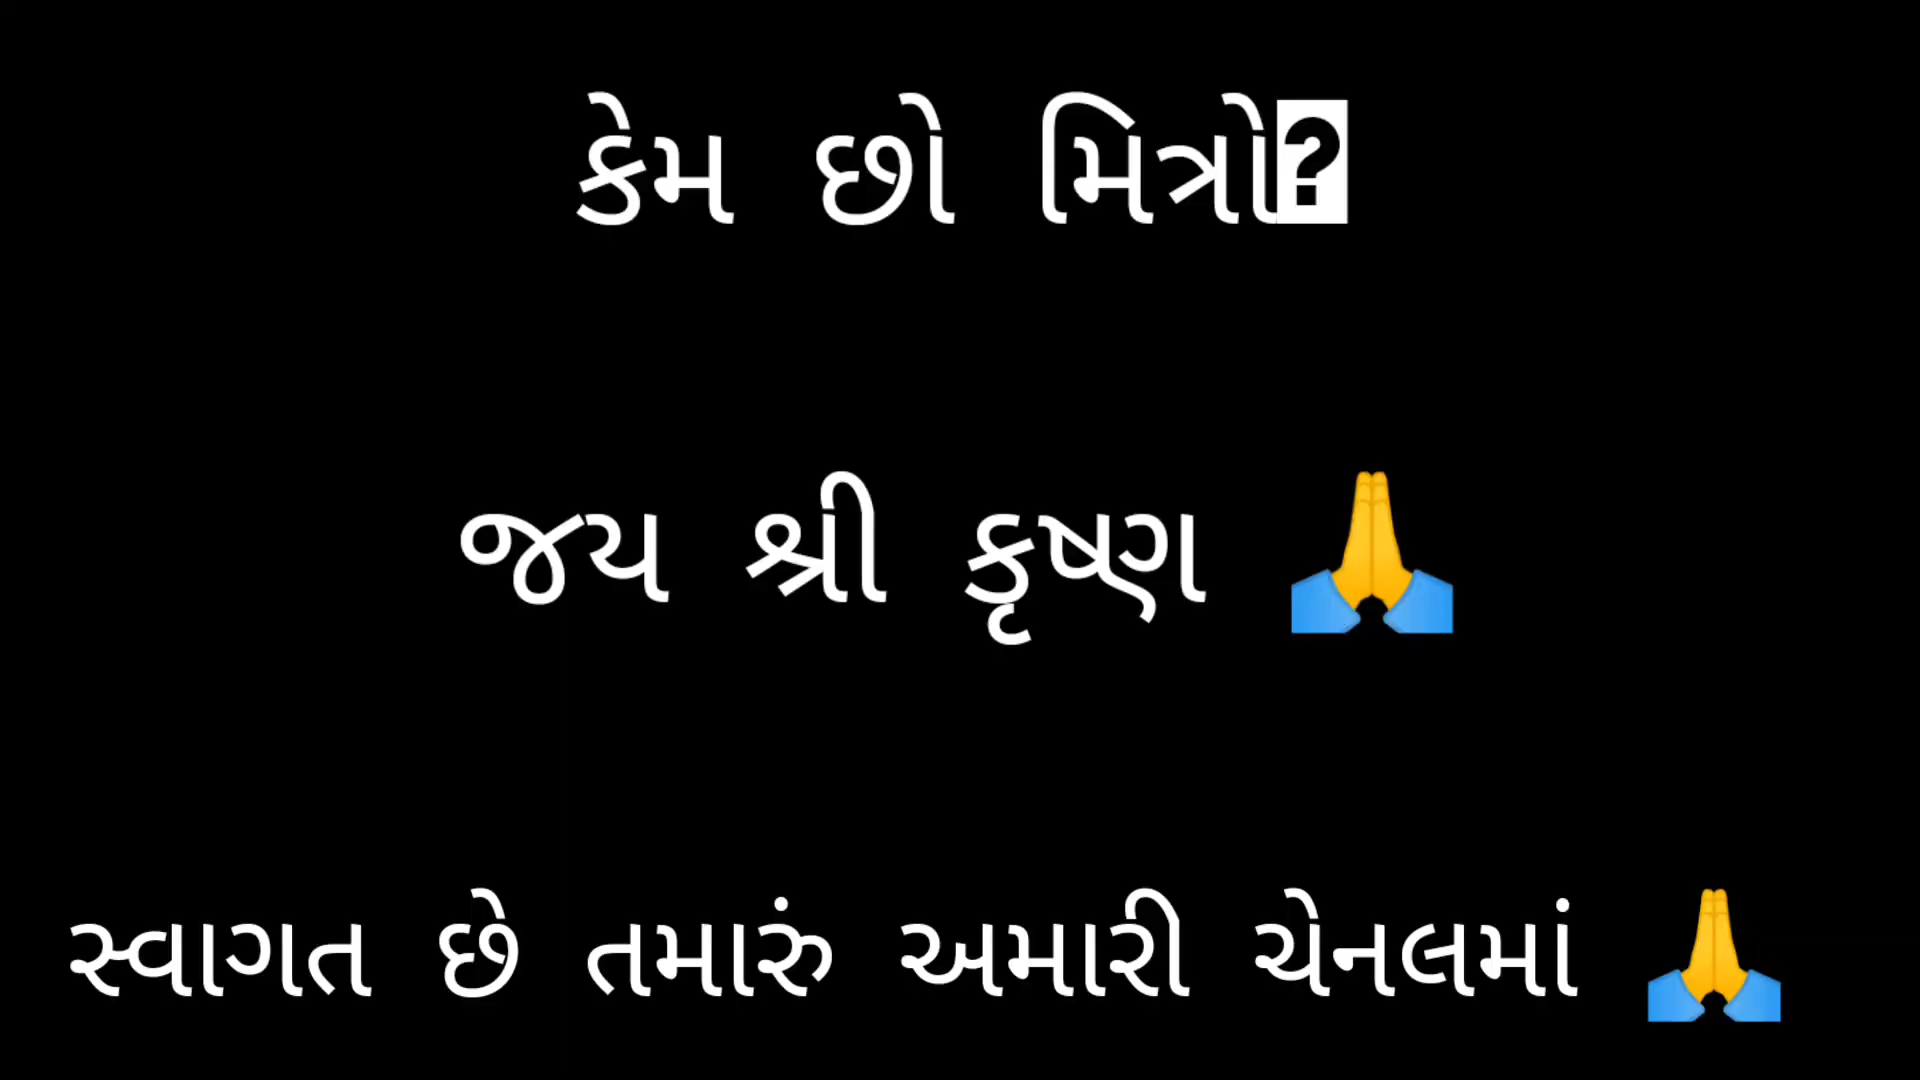 કેમ છો મિત્રો?
જય શ્રી કૃષ્ણ 🙏
સ્વાગત છે તમારું અમારી ચેનલમાં 🙏